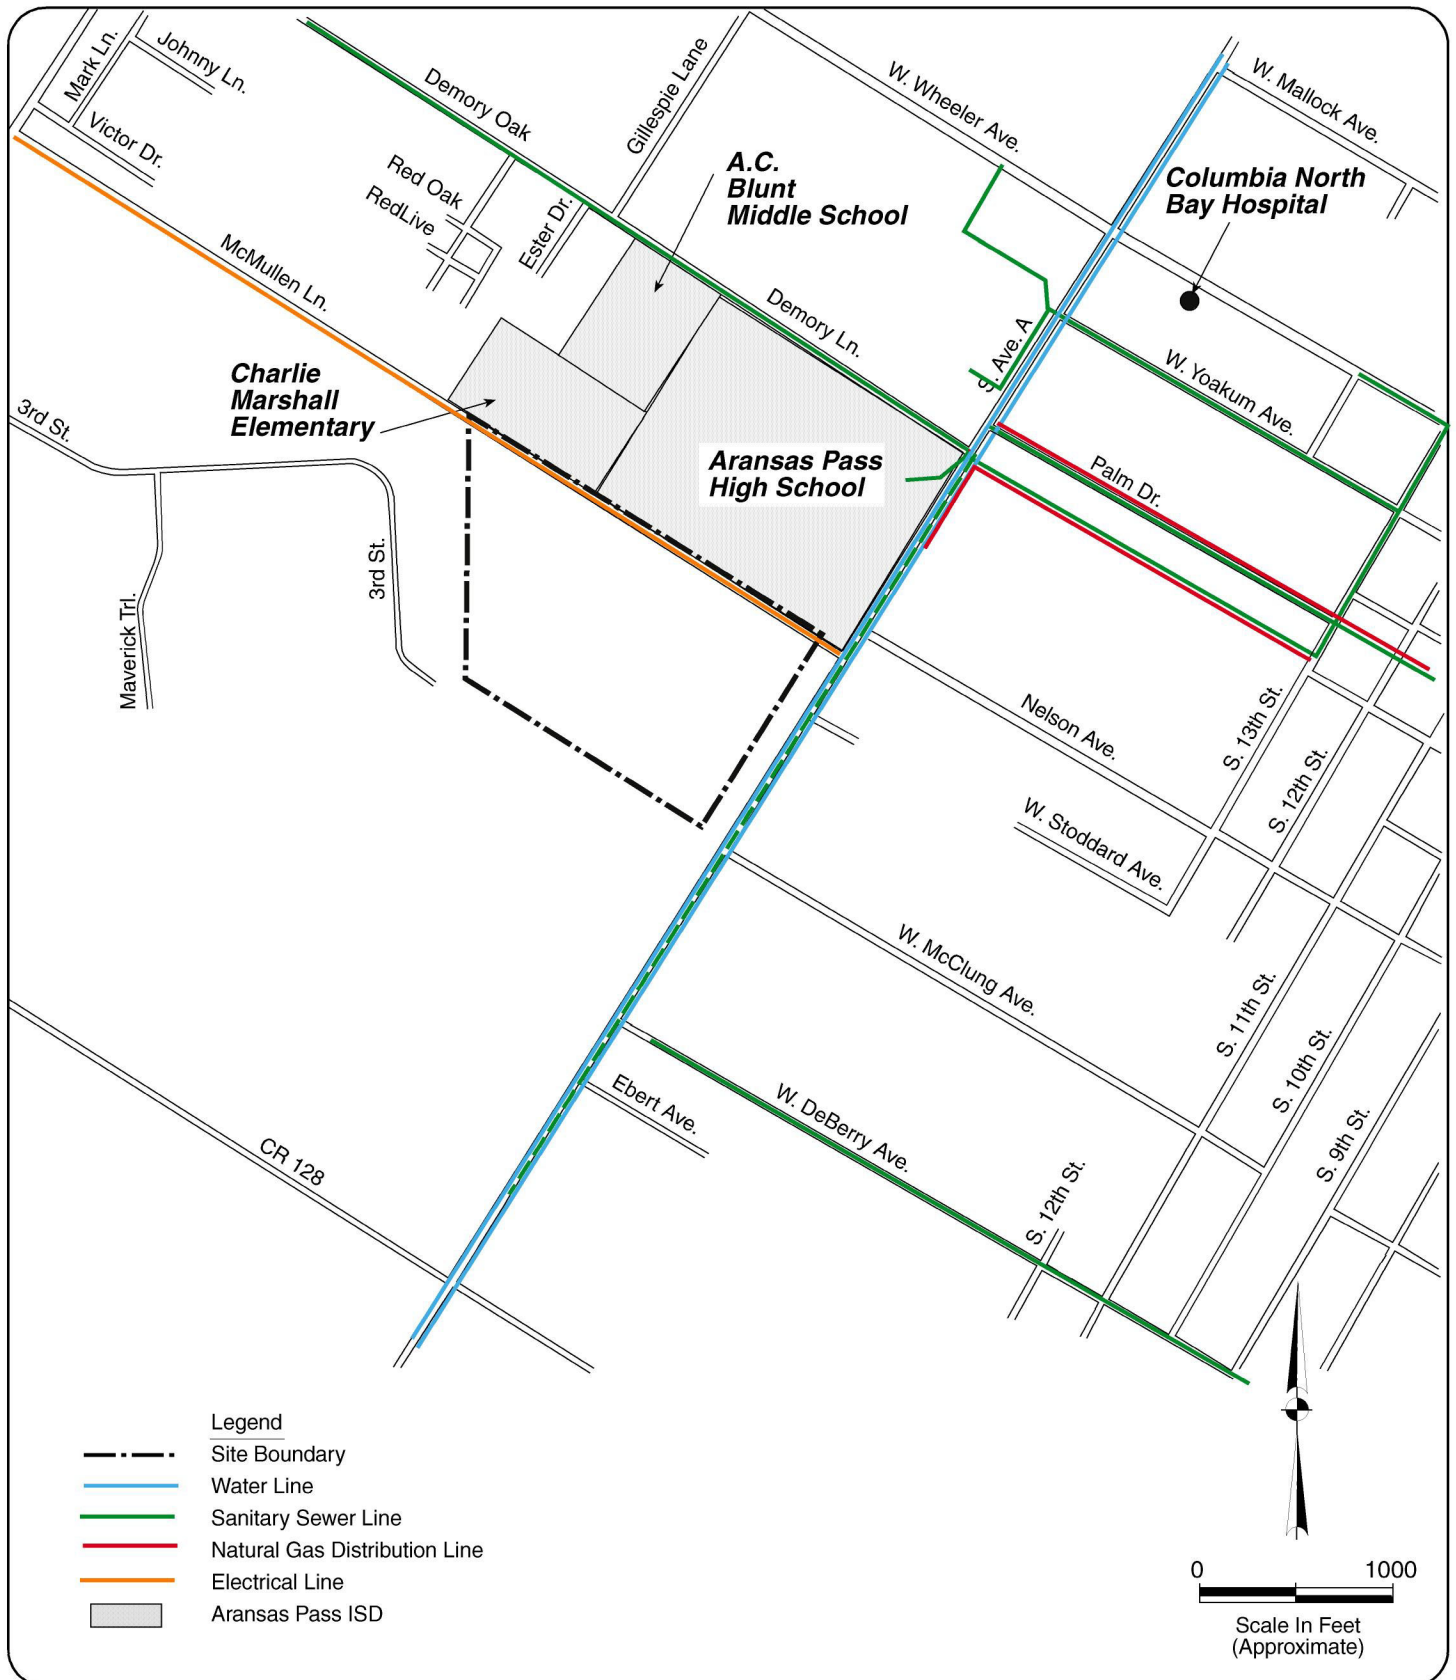 Mark Ln.
Johnny Ln.
Victor Dr.
Demory Oak
Gillespie Lane
W. Wheeler Ave.
W. Mallock Ave.
Red Oak
RedLive
Ester Dr.
A.C.
Blunt
Middle School
Columbia North
Bay Hospital
McMullen Ln.
Demory Ln.
S. Ave. A
W. Yoakum Ave.
Charlie
Marshall
Elementary
3rd St.
Aransas Pass
High School
Palm Dr.
3rd St.
Maverick Trl.
Nelson Ave.
S. 13th St.
S. 12th St.
W. Stoddard Ave.
W. McClung Ave.
S. 11th St.
S. 10th St.
S. 9th St.
Ebert Ave.
W. DeBerry Ave.
S. 12th St.
CR 128
Legend
Site Boundary
Water Line
Sanitary Sewer Line
Natural Gas Distribution Line
Electrical Line
Aransas Pass ISD
0 1000
Scale In Feet
(Approximate)